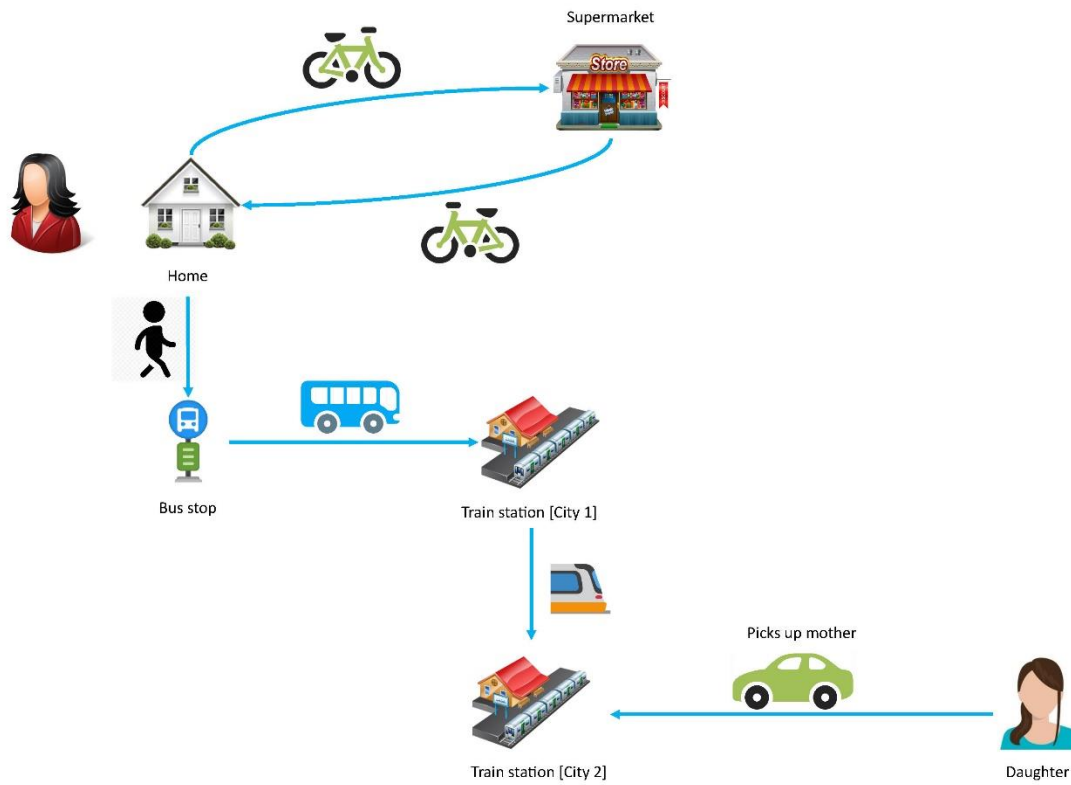 Supermarket
Store
Home
Bus stop
Train station [City 1]
Picks up mother
Train station [City 2]
Daughter